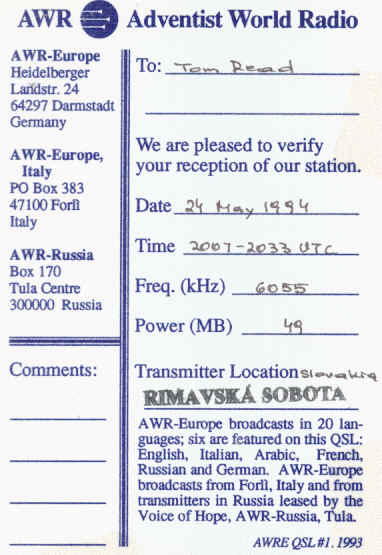 AWR Adventist World Radio
AWR-Europe
Heidelberger
Landstr. 24
64297 Darmstadt
Germany
AWR-Europe,
Italy
PO Box 383
47100 Forlì
Italy
AWR-Russia
Box 170
Tula Centre
300000 Russia
Comments:
To: Tom Read
We are pleased to verify
your reception of our station.
Date 24 May 1994
Time 2007-2033 UTC
Freq. (kHz) 6055
Power (MB) 49
Transmitter Location Slovakia
RIMAVSKÁ SOBOTA
AWR-Europe broadcasts in 20 lan-
guages; six are featured on this QSL:
English, Italian, Arabic, French,
Russian and German. AWR-Europe
broadcasts from Forlì, Italy and from
transmitters in Russia leased by the
Voice of Hope, AWR-Russia, Tula.
AWRE QSL#1. 1993